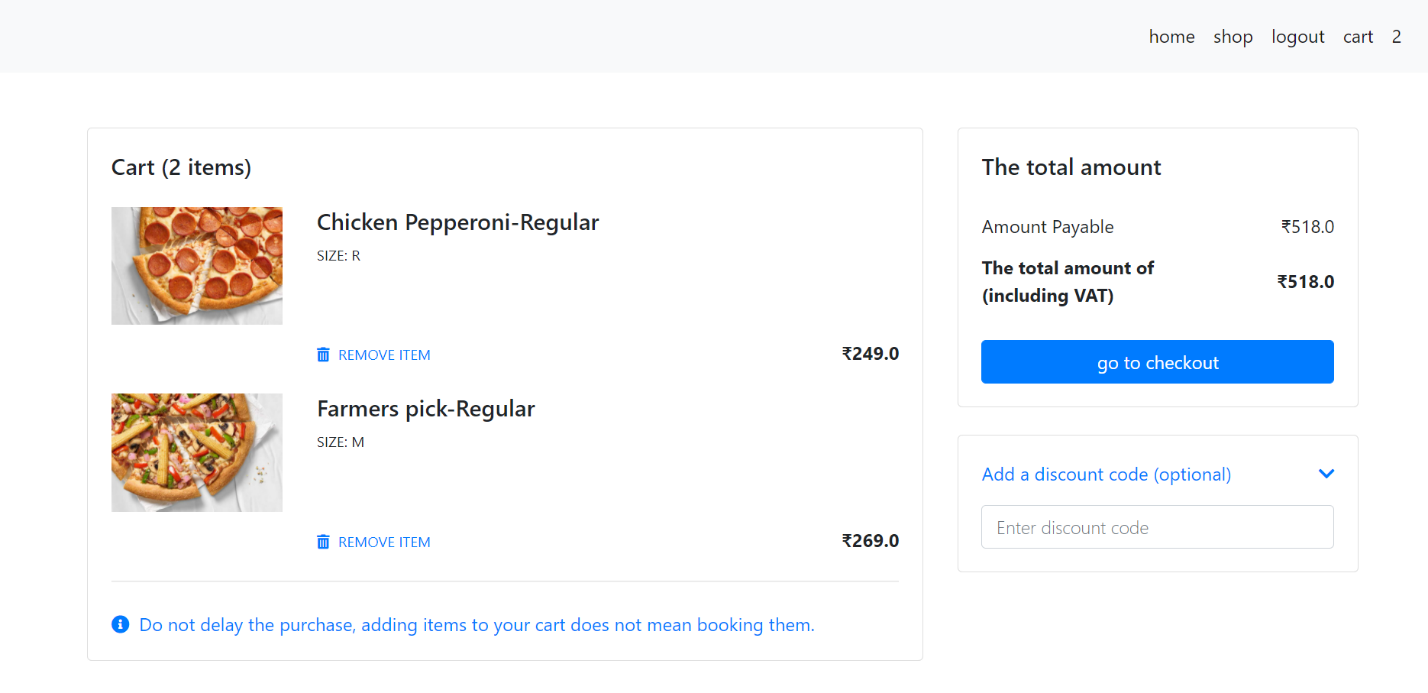 home shop logout cart 2
Cart (2 items)
Chicken Pepperoni-Regular
SIZE: R
REMOVE ITEM ₹249.0
Farmers pick-Regular
SIZE: M
REMOVE ITEM ₹269.0
Do not delay the purchase, adding items to your cart does not mean booking them.
The total amount
Amount Payable ₹518.0
The total amount of
(including VAT) ₹518.0
go to checkout
Add a discount code (optional)
Enter discount code